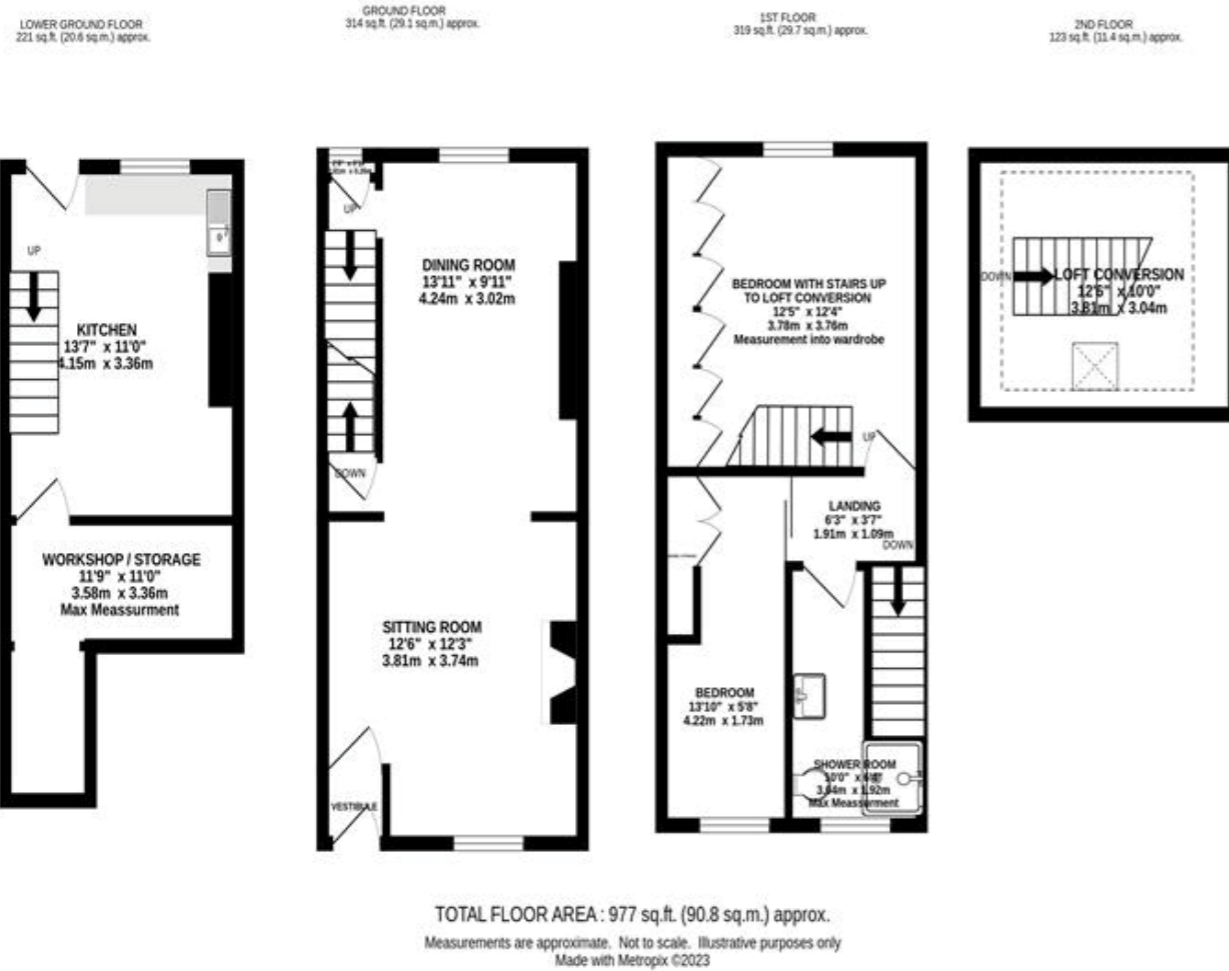 LOWER GROUND FLOOR
221 sq.ft. (20.6 sq.m.) approx.
GROUND FLOOR
314 sq.ft. (29.1 sq.m.) approx.
1ST FLOOR
319 sq.ft. (29.7 sq.m.) approx.
2ND FLOOR
123 sq.ft. (11.4 sq.m.) approx.
UP
KITCHEN
13'7" x 11'0"
4.15m x 3.36m
WORKSHOP / STORAGE
11'9" x 11'0"
3.58m x 3.36m
Max Meassurment
UP
DINING ROOM
13'11" x 9'11"
4.24m x 3.02m
DOWN
SITTING ROOM
12'6" x 12'3"
3.81m x 3.74m
VESTIBULE
BEDROOM WITH STAIRS UP
TO LOFT CONVERSION
12'5" x 12'4"
3.78m x 3.76m
Measurement into wardrobe
UP
LANDING
6'3" x 3'7"
1.91m x 1.09m
DOWN
BEDROOM
13'10" x 5'8"
4.22m x 1.73m
SHOWER ROOM
10'0" x
3.04m x 1.92m
Max Meassurment
DOWN
LOFT CONVERSION
12'6" x 10'0"
3.81m x 3.04m
TOTAL FLOOR AREA : 977 sq.ft. (90.8 sq.m.) approx.
Measurements are approximate. Not to scale. Illustrative purposes only
Made with Metropix ©2023